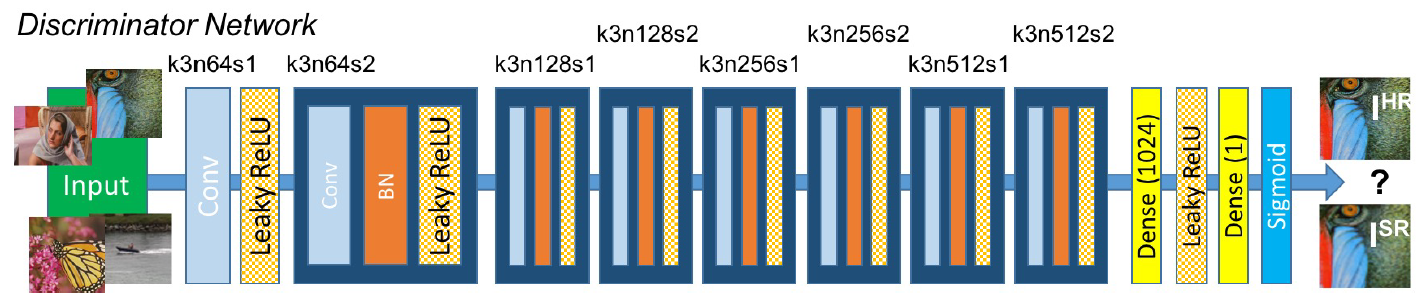 Discriminator Network
k3n64s1
k3n64s2
k3n128s1
k3n128s2
k3n256s1
k3n256s2
k3n512s1
k3n512s2
Input
Conv
Leaky ReLU
Conv
BN
Leaky ReLU
Dense (1024)
Leaky ReLU
Dense (1)
Sigmoid
I^HR
?
I^SR